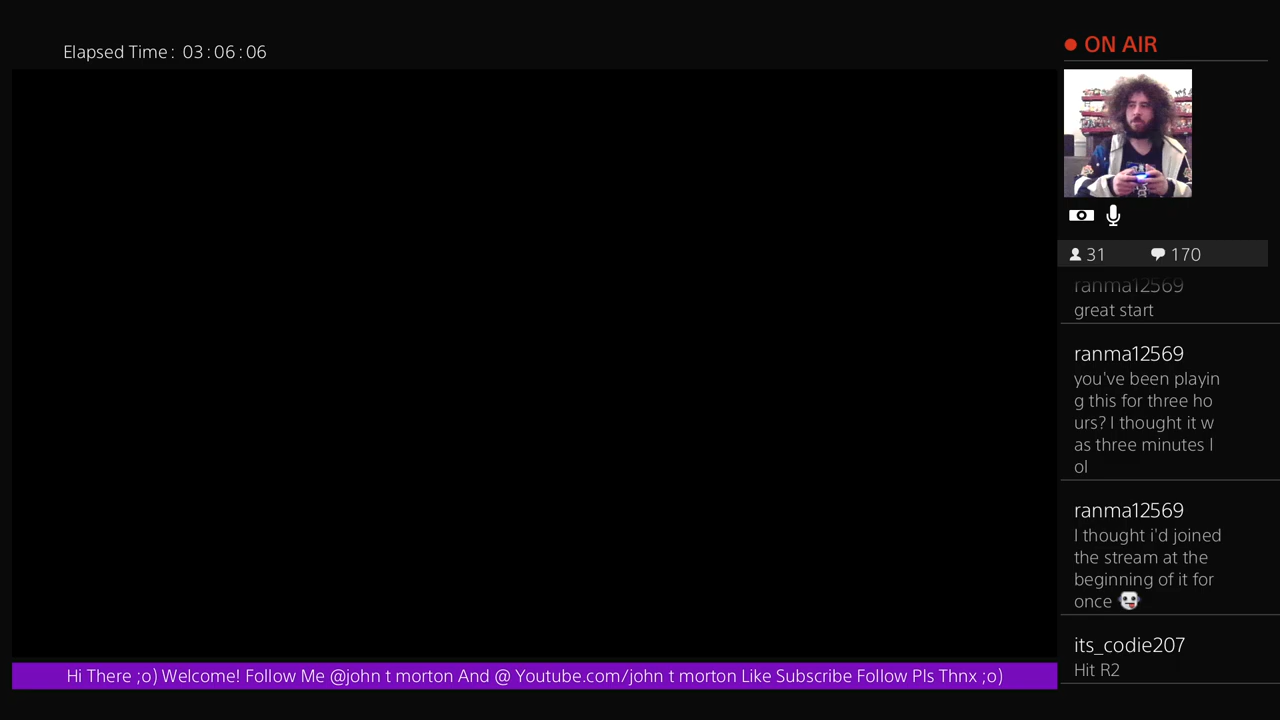 Elapsed Time: 03:06:06
ON AIR
31 170
ranma12569
great start
ranma12569
you've been playin
g this for three ho
urs? I thought it w
as three minutes l
ol
ranma12569
I thought i'd joined
the stream at the
beginning of it for
once
its_codie207
Hit R2
Hi There ;o) Welcome! Follow Me @john t morton And @ Youtube.com/john t morton Like Subscribe Follow Pls Thnx ;o)